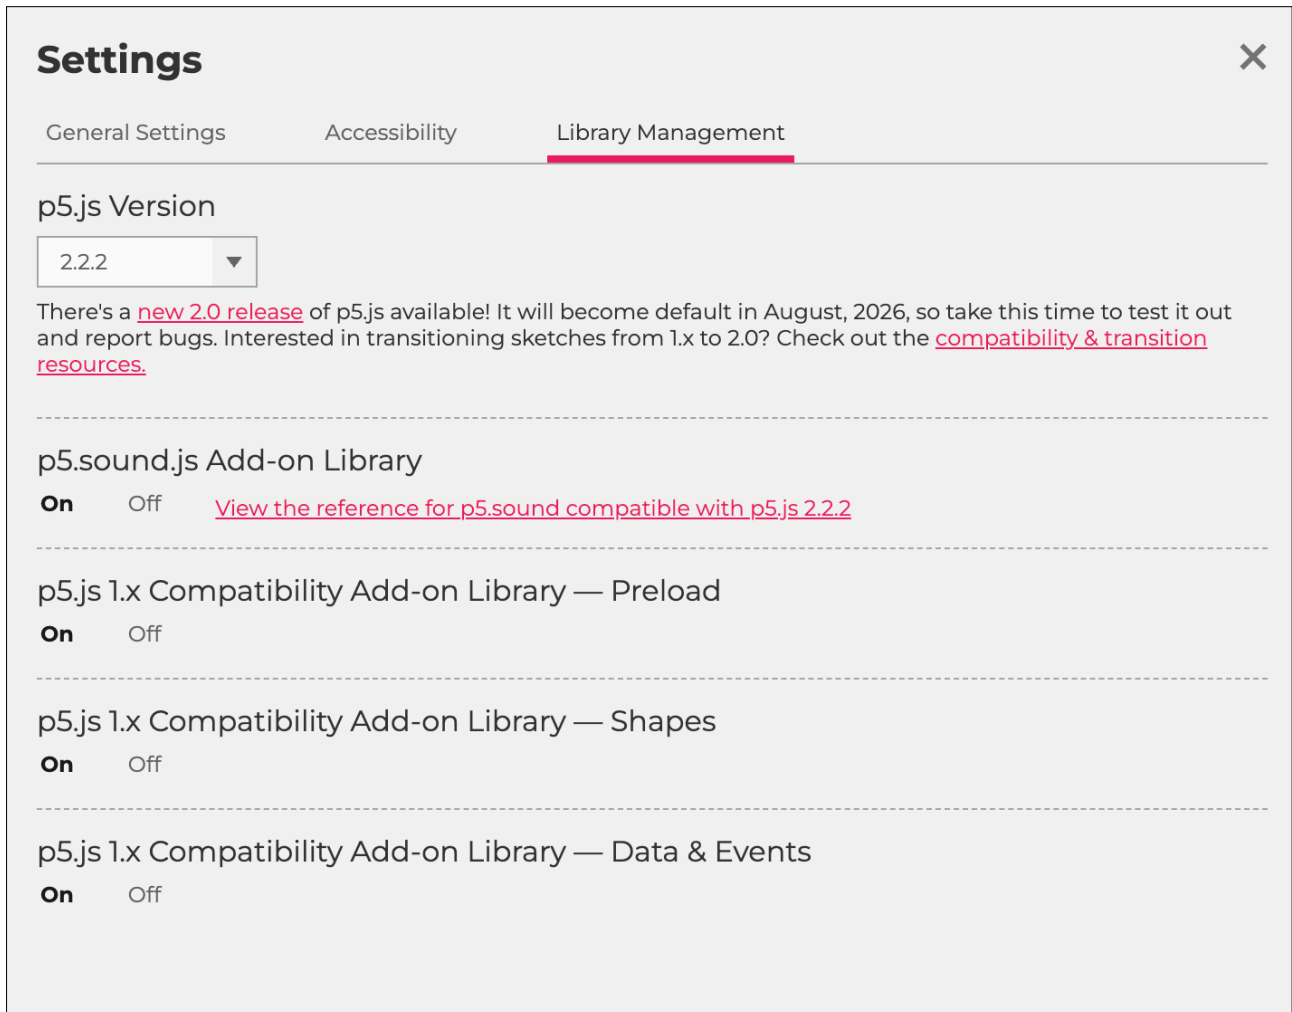 Settings
General Settings
Accessibility
Library Management
p5.js Version
2.2.2
There's a new 2.0 release of p5.js available! It will become default in August, 2026, so take this time to test it out
and report bugs. Interested in transitioning sketches from 1.x to 2.0? Check out the compatibility & transition
resources.
p5.sound.js Add-on Library
On Off View the reference for p5.sound compatible with p5.js 2.2.2
p5.js 1.x Compatibility Add-on Library — Preload
On Off
p5.js 1.x Compatibility Add-on Library — Shapes
On Off
p5.js 1.x Compatibility Add-on Library — Data & Events
On Off